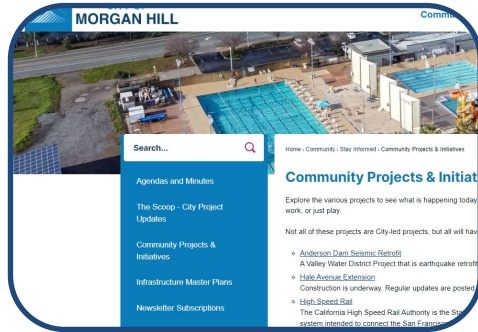 MORGAN HILL
Commu
Search...
Home › Community › Stay Informed › Community Projects & Initiatives
Agendas and Minutes
The Scoop - City Project
Updates
Community Projects &
Initiatives
Infrastructure Master Plans
Newsletter Subscriptions
Community Projects & Initiat
Explore the various projects to see what is happening today
work, or just play.
Not all of these projects are City-led projects, but all will hav
Anderson Dam Seismic Retrofit
A Valley Water District Project that is earthquake retrofit
Hale Avenue Extension
Construction is underway. Regular updates are posted
High Speed Rail
The California High Speed Rail Authority is the Sta
system intended to connect the San Francisco